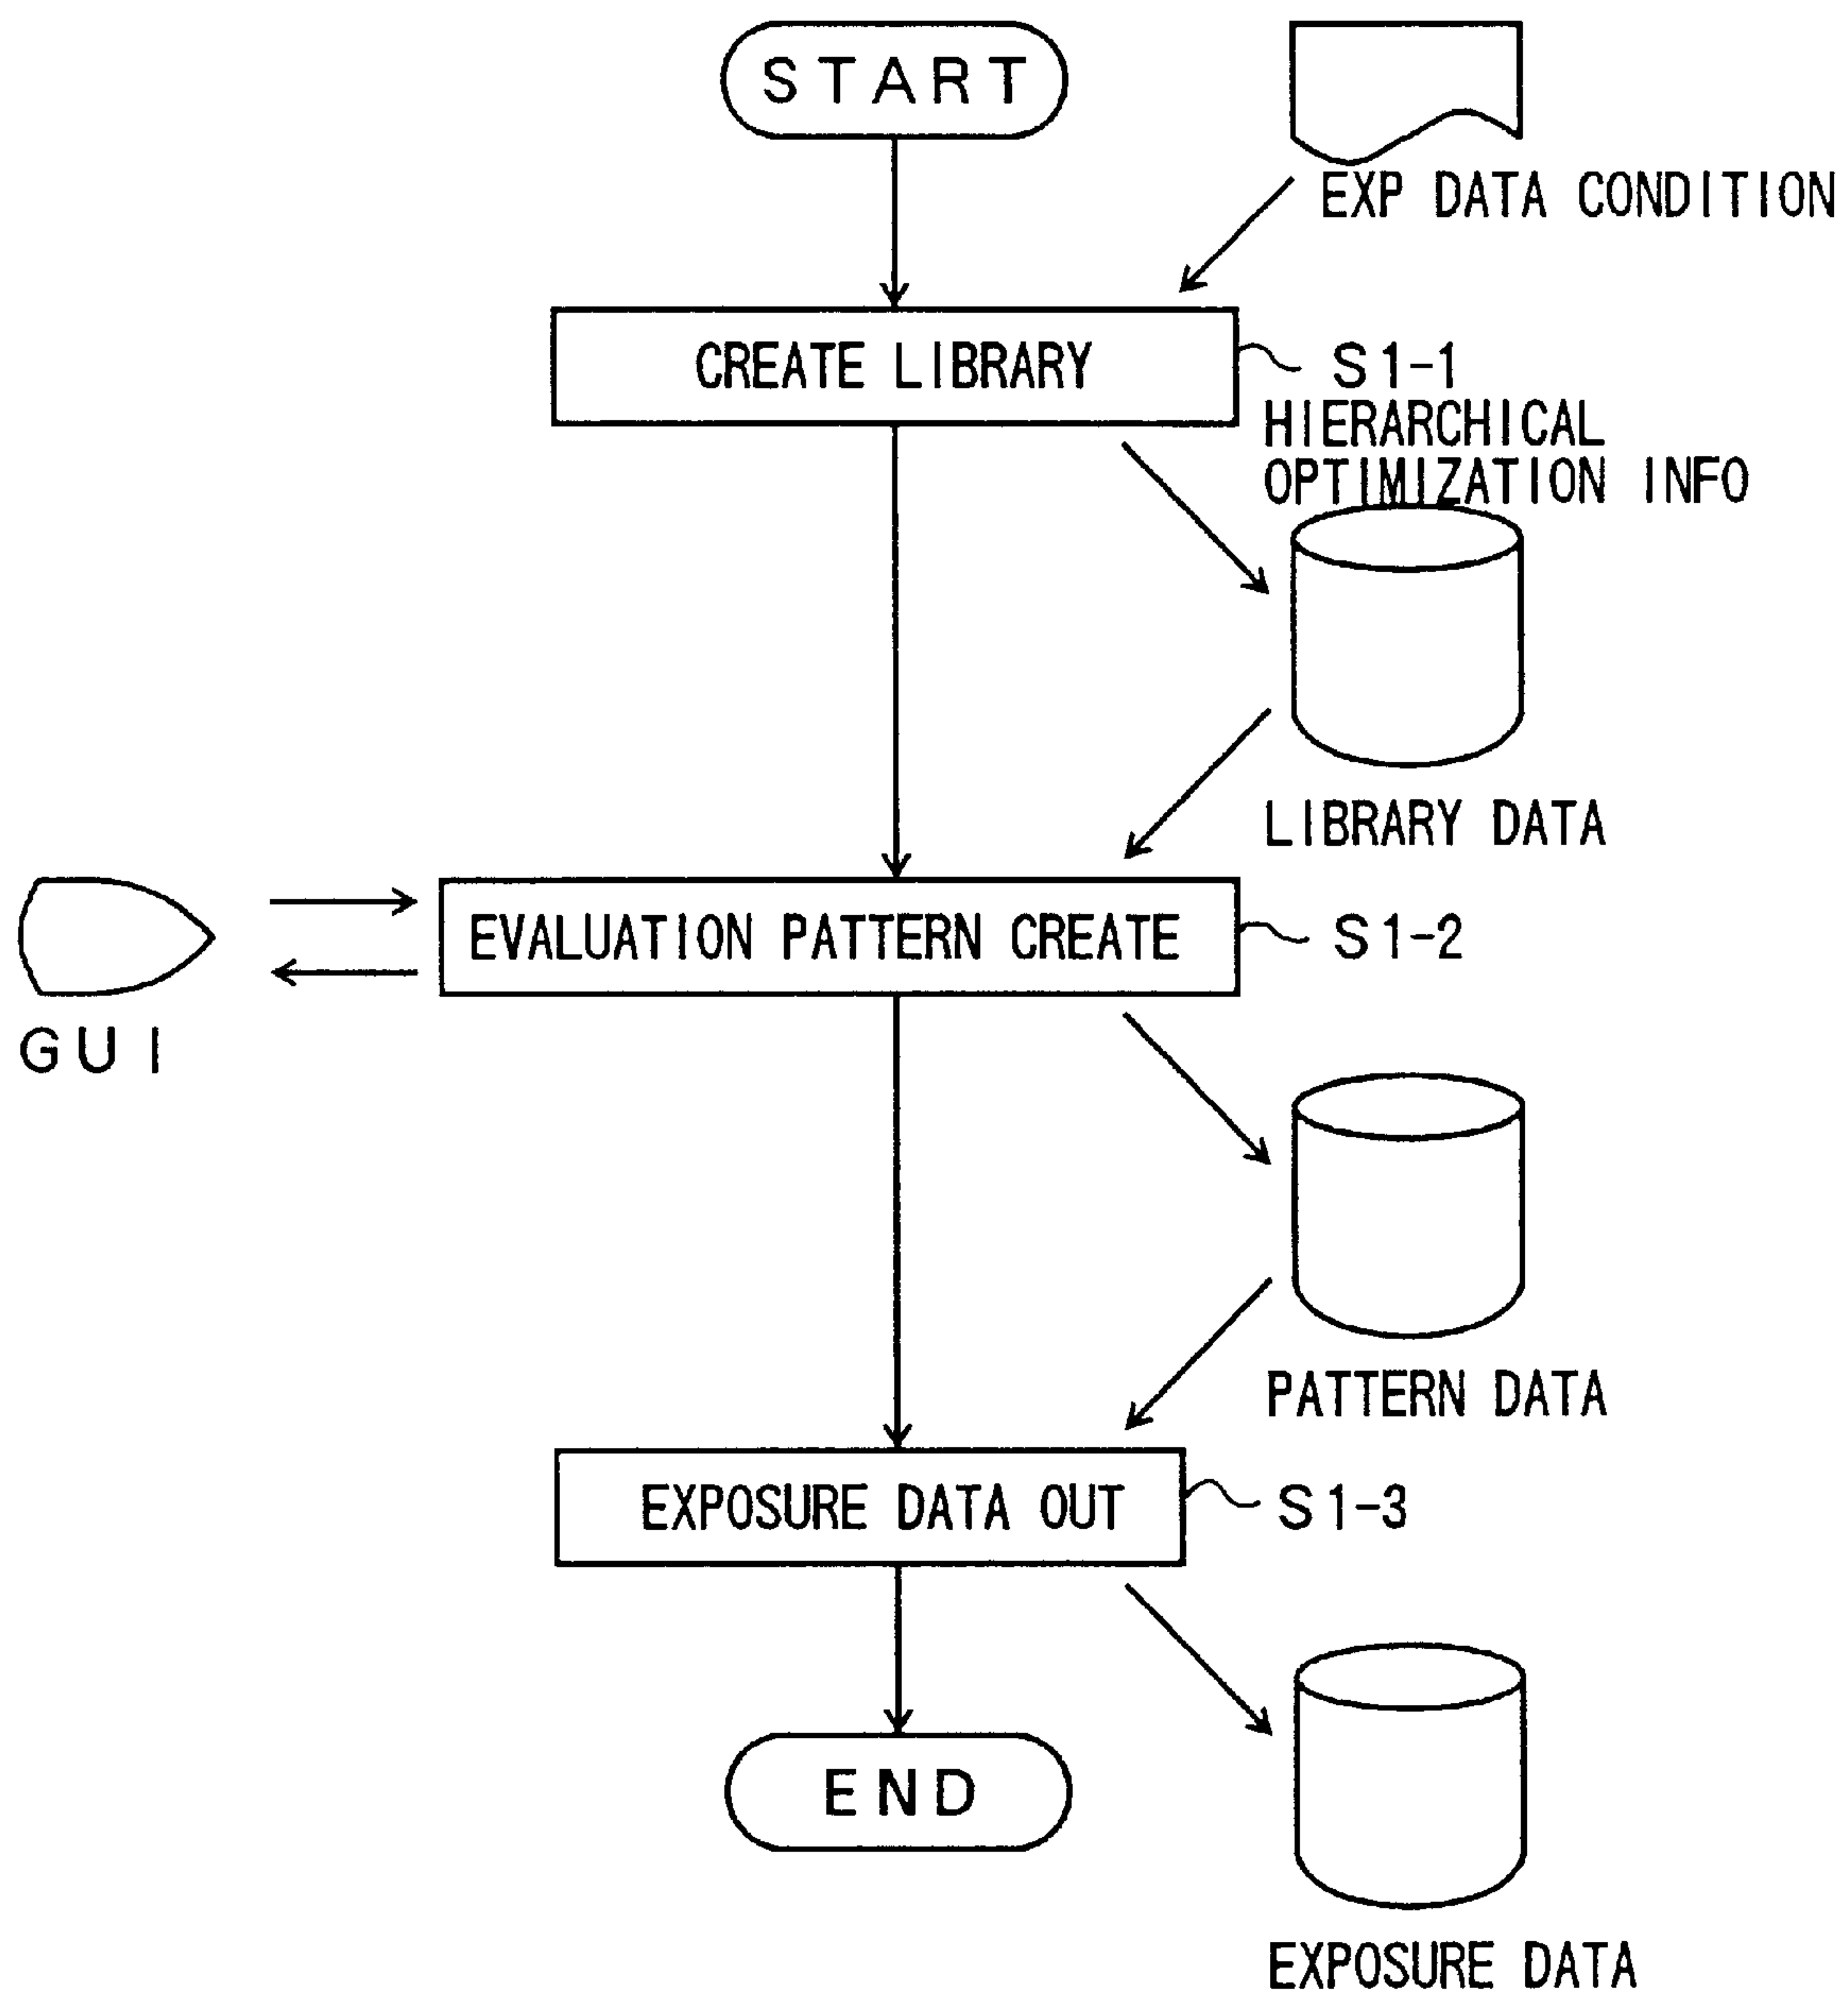 START
EXP DATA CONDITION
CREATE LIBRARY
S1-1
HIERARCHICAL
OPTIMIZATION INFO
LIBRARY DATA
EVALUATION PATTERN CREATE
S1-2
GUI
PATTERN DATA
EXPOSURE DATA OUT
S1-3
END
EXPOSURE DATA